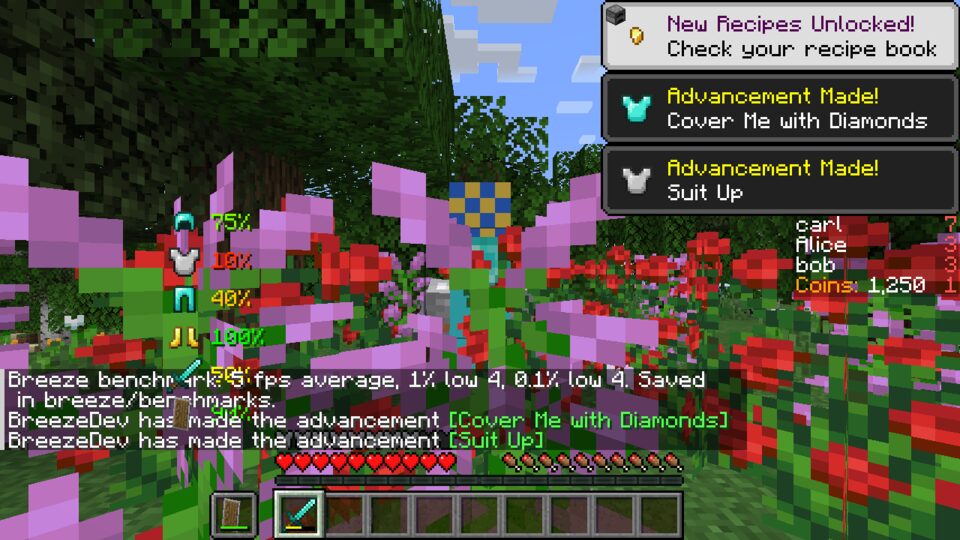 New Recipes Unlocked!
Check your recipe book
Advancement Made!
Cover Me with Diamonds
Advancement Made!
Suit Up
carl 7
Alice 3
bob 3
Coins: 1,250 1
75%
10%
40%
100%
Breeze benchmark: 5 fps average, 1% low 4, 0.1% low 4. Saved
in breeze/benchmarks.
BreezeDev has made the advancement [Cover Me with Diamonds]
BreezeDev has made the advancement [Suit Up]